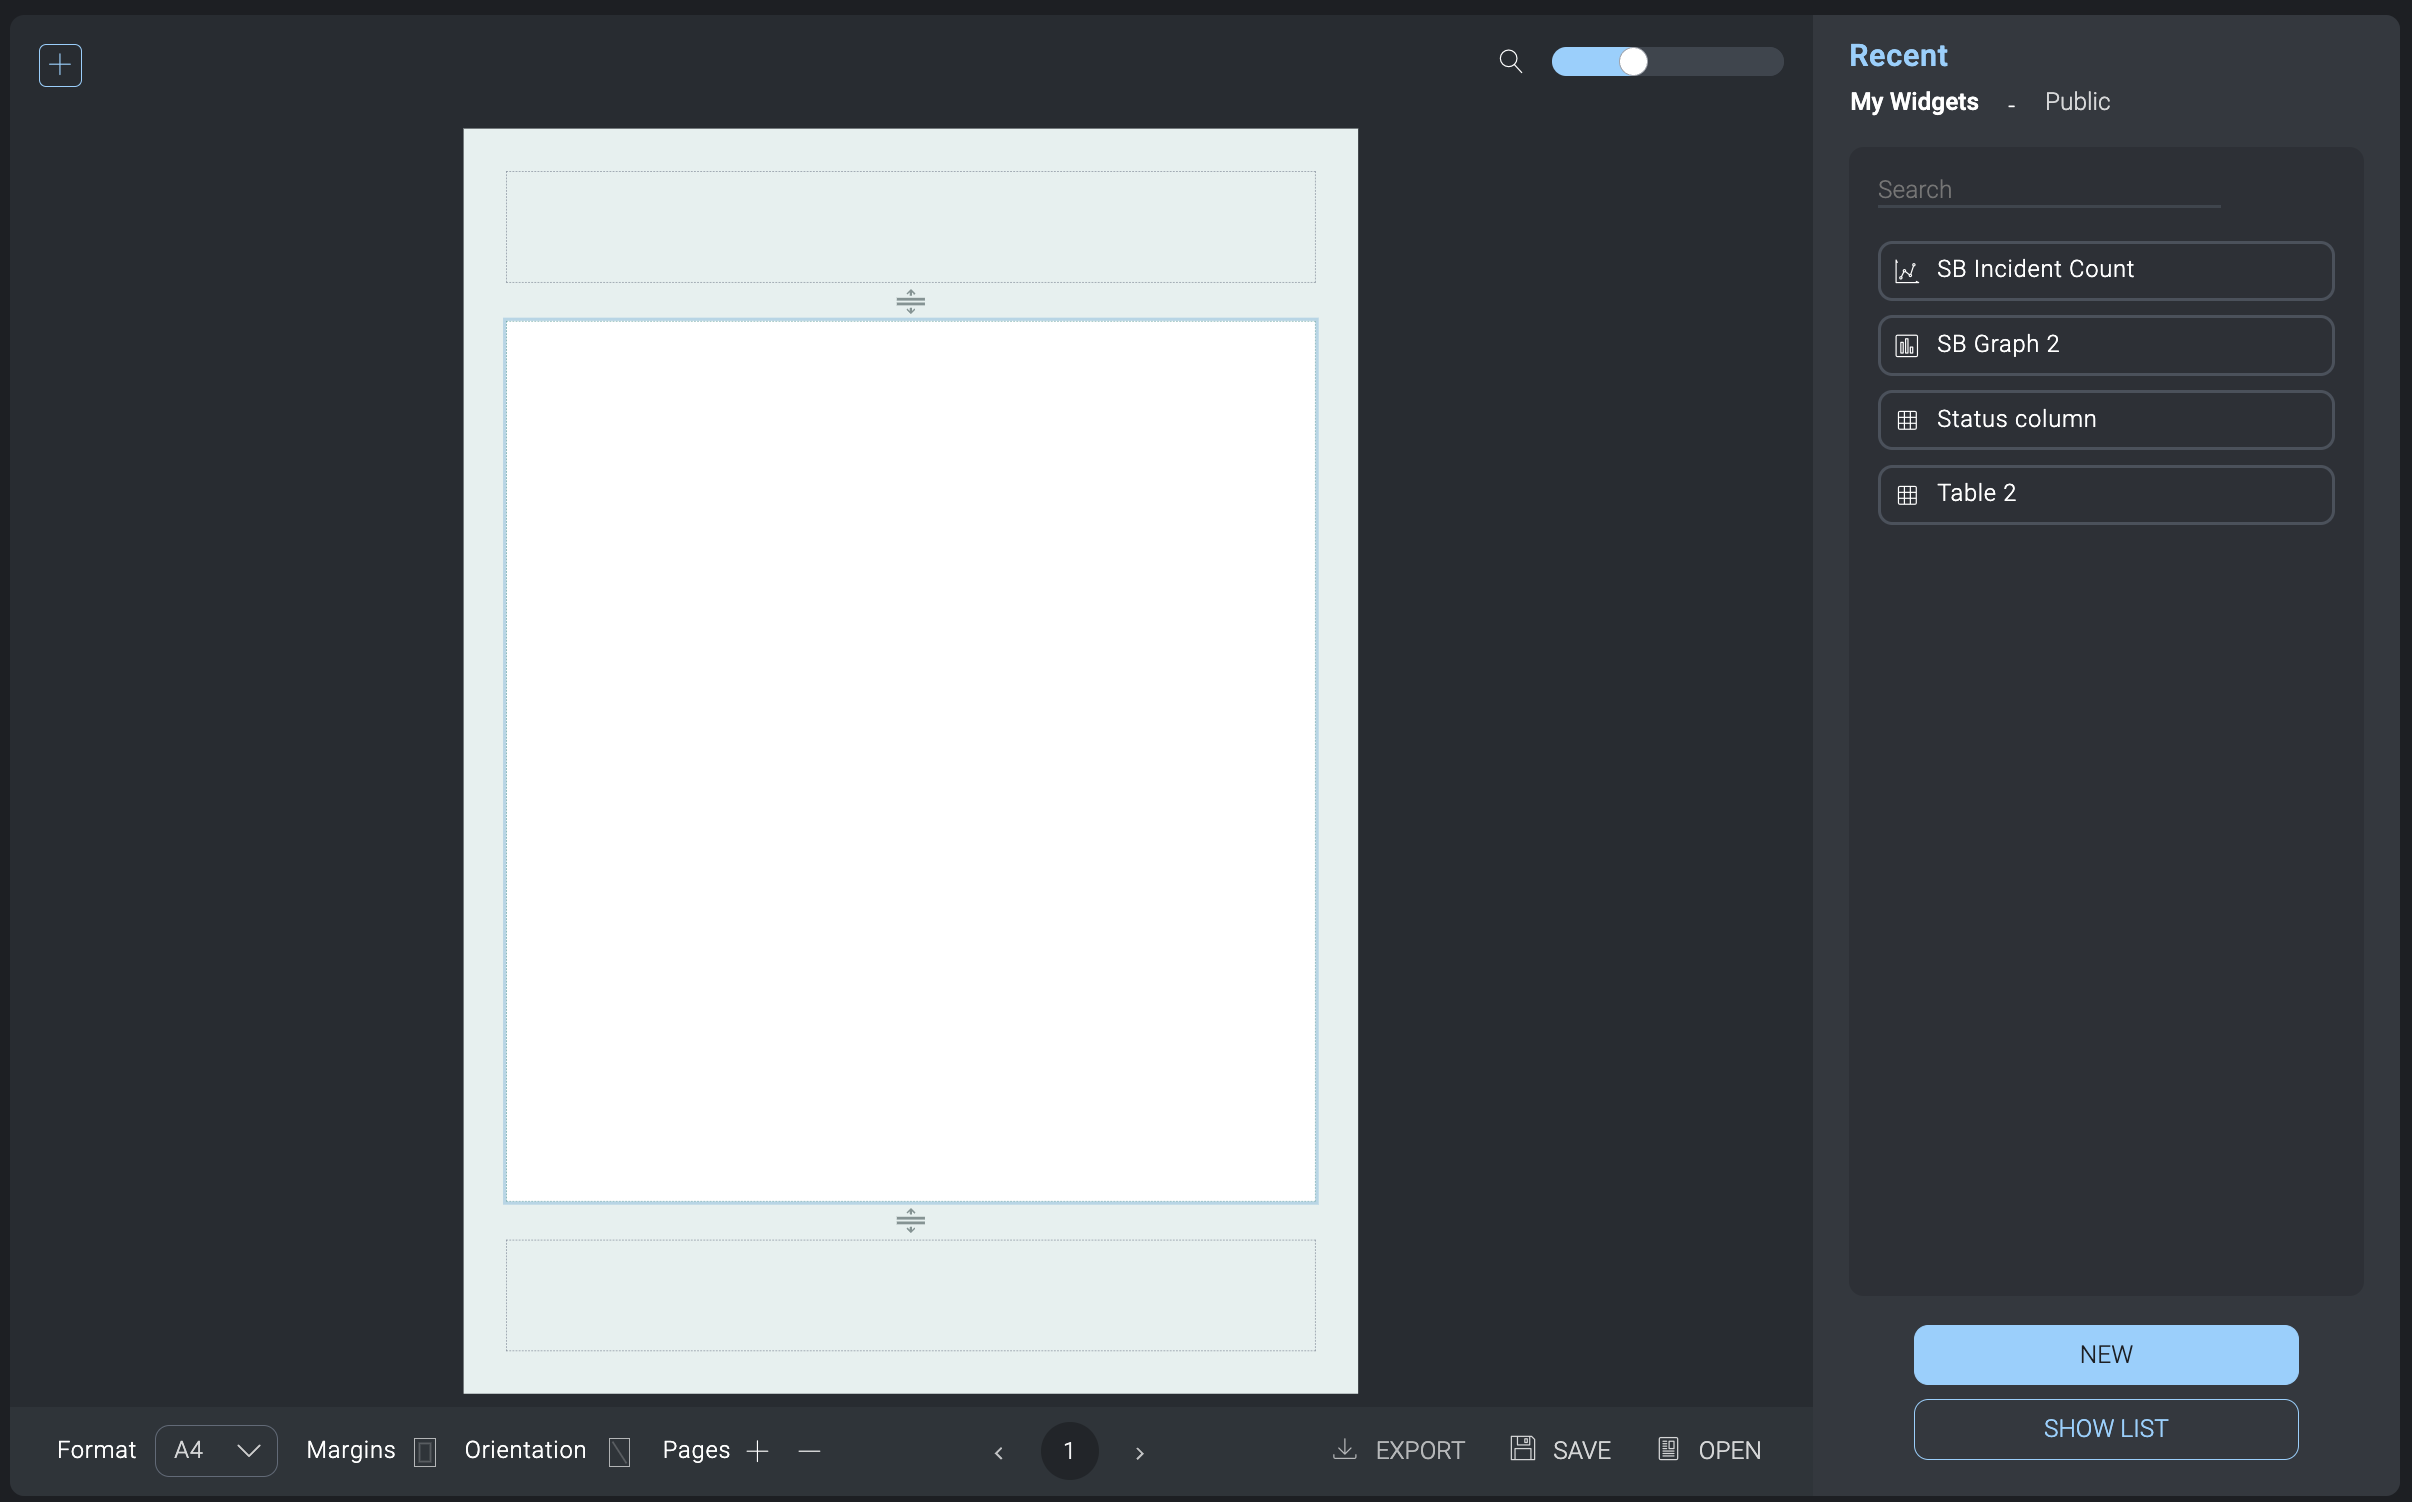 Recent
My Widgets - Public
Search
SB Incident Count
SB Graph 2
Status column
Table 2
NEW
SHOW LIST
Format A4 Margins Orientation Pages 1 EXPORT SAVE OPEN